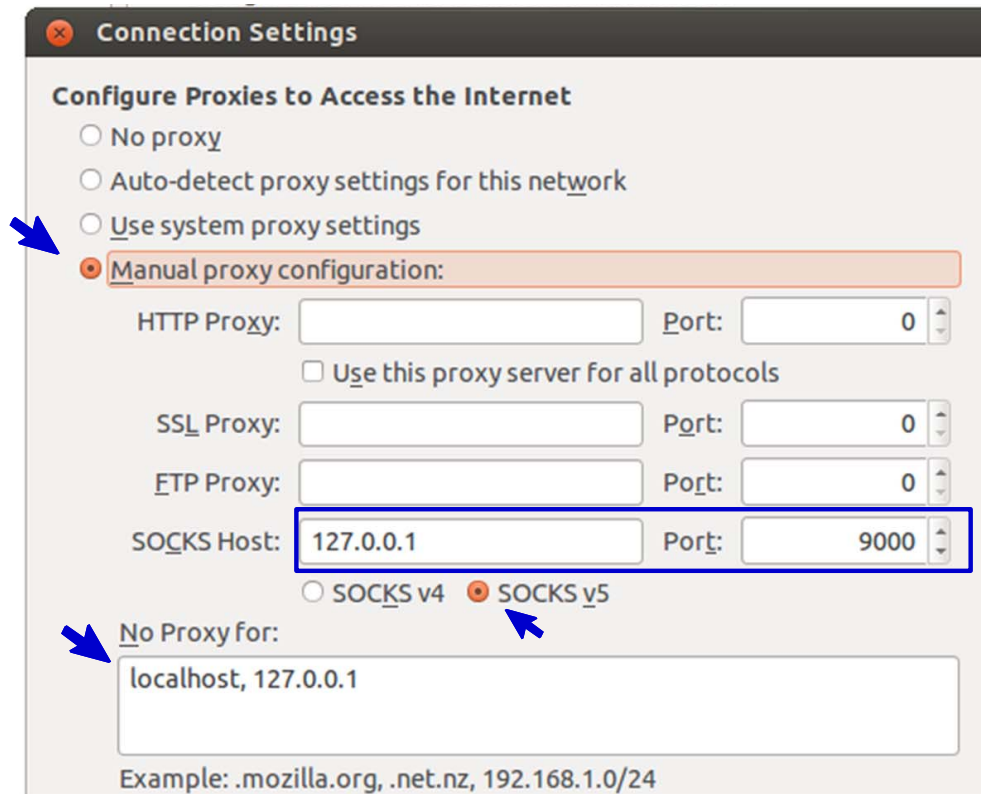 Connection Settings
Configure Proxies to Access the Internet
No proxy
Auto-detect proxy settings for this network
Use system proxy settings
Manual proxy configuration:
HTTP Proxy: Port: 0
Use this proxy server for all protocols
SSL Proxy: Port: 0
FTP Proxy: Port: 0
SOCKS Host: 127.0.0.1 Port: 9000
SOCKS v4 SOCKS v5
No Proxy for:
localhost, 127.0.0.1
Example: .mozilla.org, .net.nz, 192.168.1.0/24